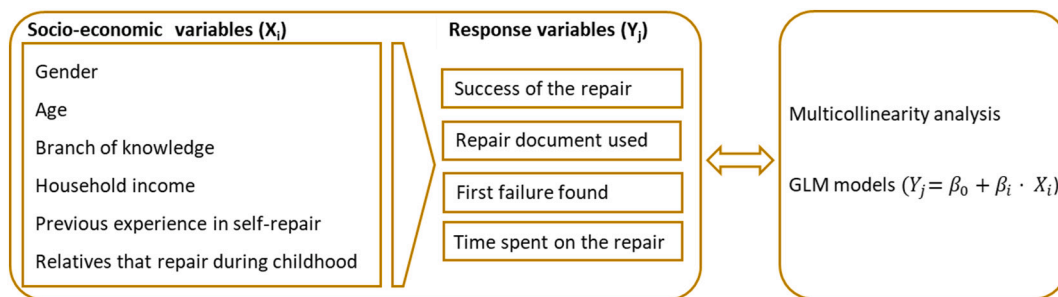 Socio-economic variables (Xi)
Gender
Age
Branch of knowledge
Household income
Previous experience in self-repair
Relatives that repair during childhood
Response variables (Yj)
Success of the repair
Repair document used
First failure found
Time spent on the repair
Multicollinearity analysis
GLM models (Yj = β0 + βi · Xi)